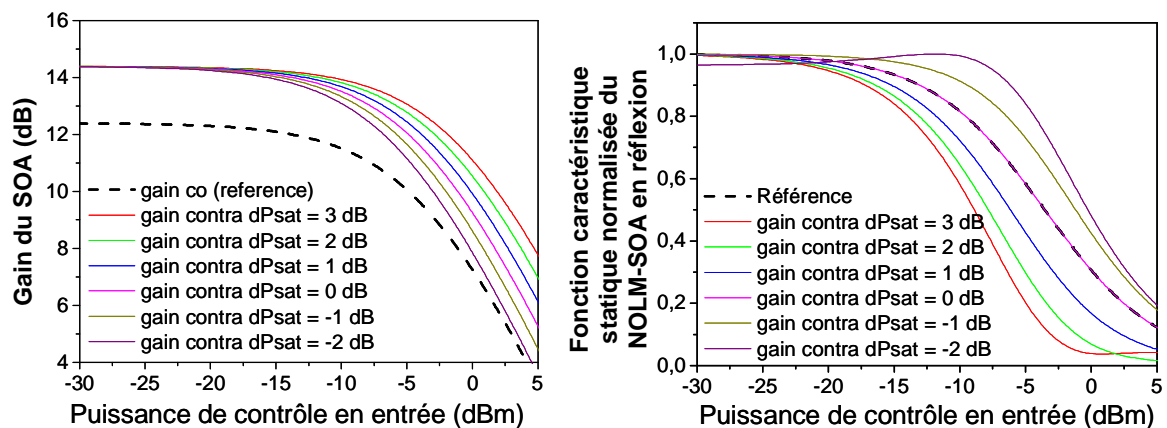 Gain du SOA (dB)
16
14
12
10
8
6
4
gain co (reference)
gain contra dPsat = 3 dB
gain contra dPsat = 2 dB
gain contra dPsat = 1 dB
gain contra dPsat = 0 dB
gain contra dPsat = -1 dB
gain contra dPsat = -2 dB
-30 -25 -20 -15 -10 -5 0 5
Puissance de contrôle en entrée (dBm)
Fonction caractéristique
statique normalisée du
NOLM-SOA en réflexion
1,0
0,8
0,6
0,4
0,2
0,0
Référence
gain contra dPsat = 3 dB
gain contra dPsat = 2 dB
gain contra dPsat = 1 dB
gain contra dPsat = 0 dB
gain contra dPsat = -1 dB
gain contra dPsat = -2 dB
-30 -25 -20 -15 -10 -5 0 5
Puissance de contrôle en entrée (dBm)